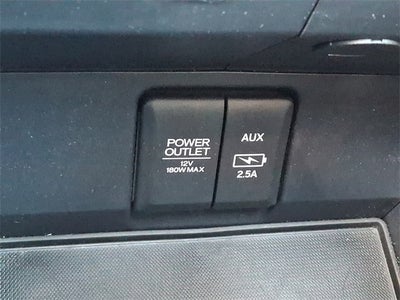 POWER
OUTLET
12V
180W MAX
AUX
2.5A